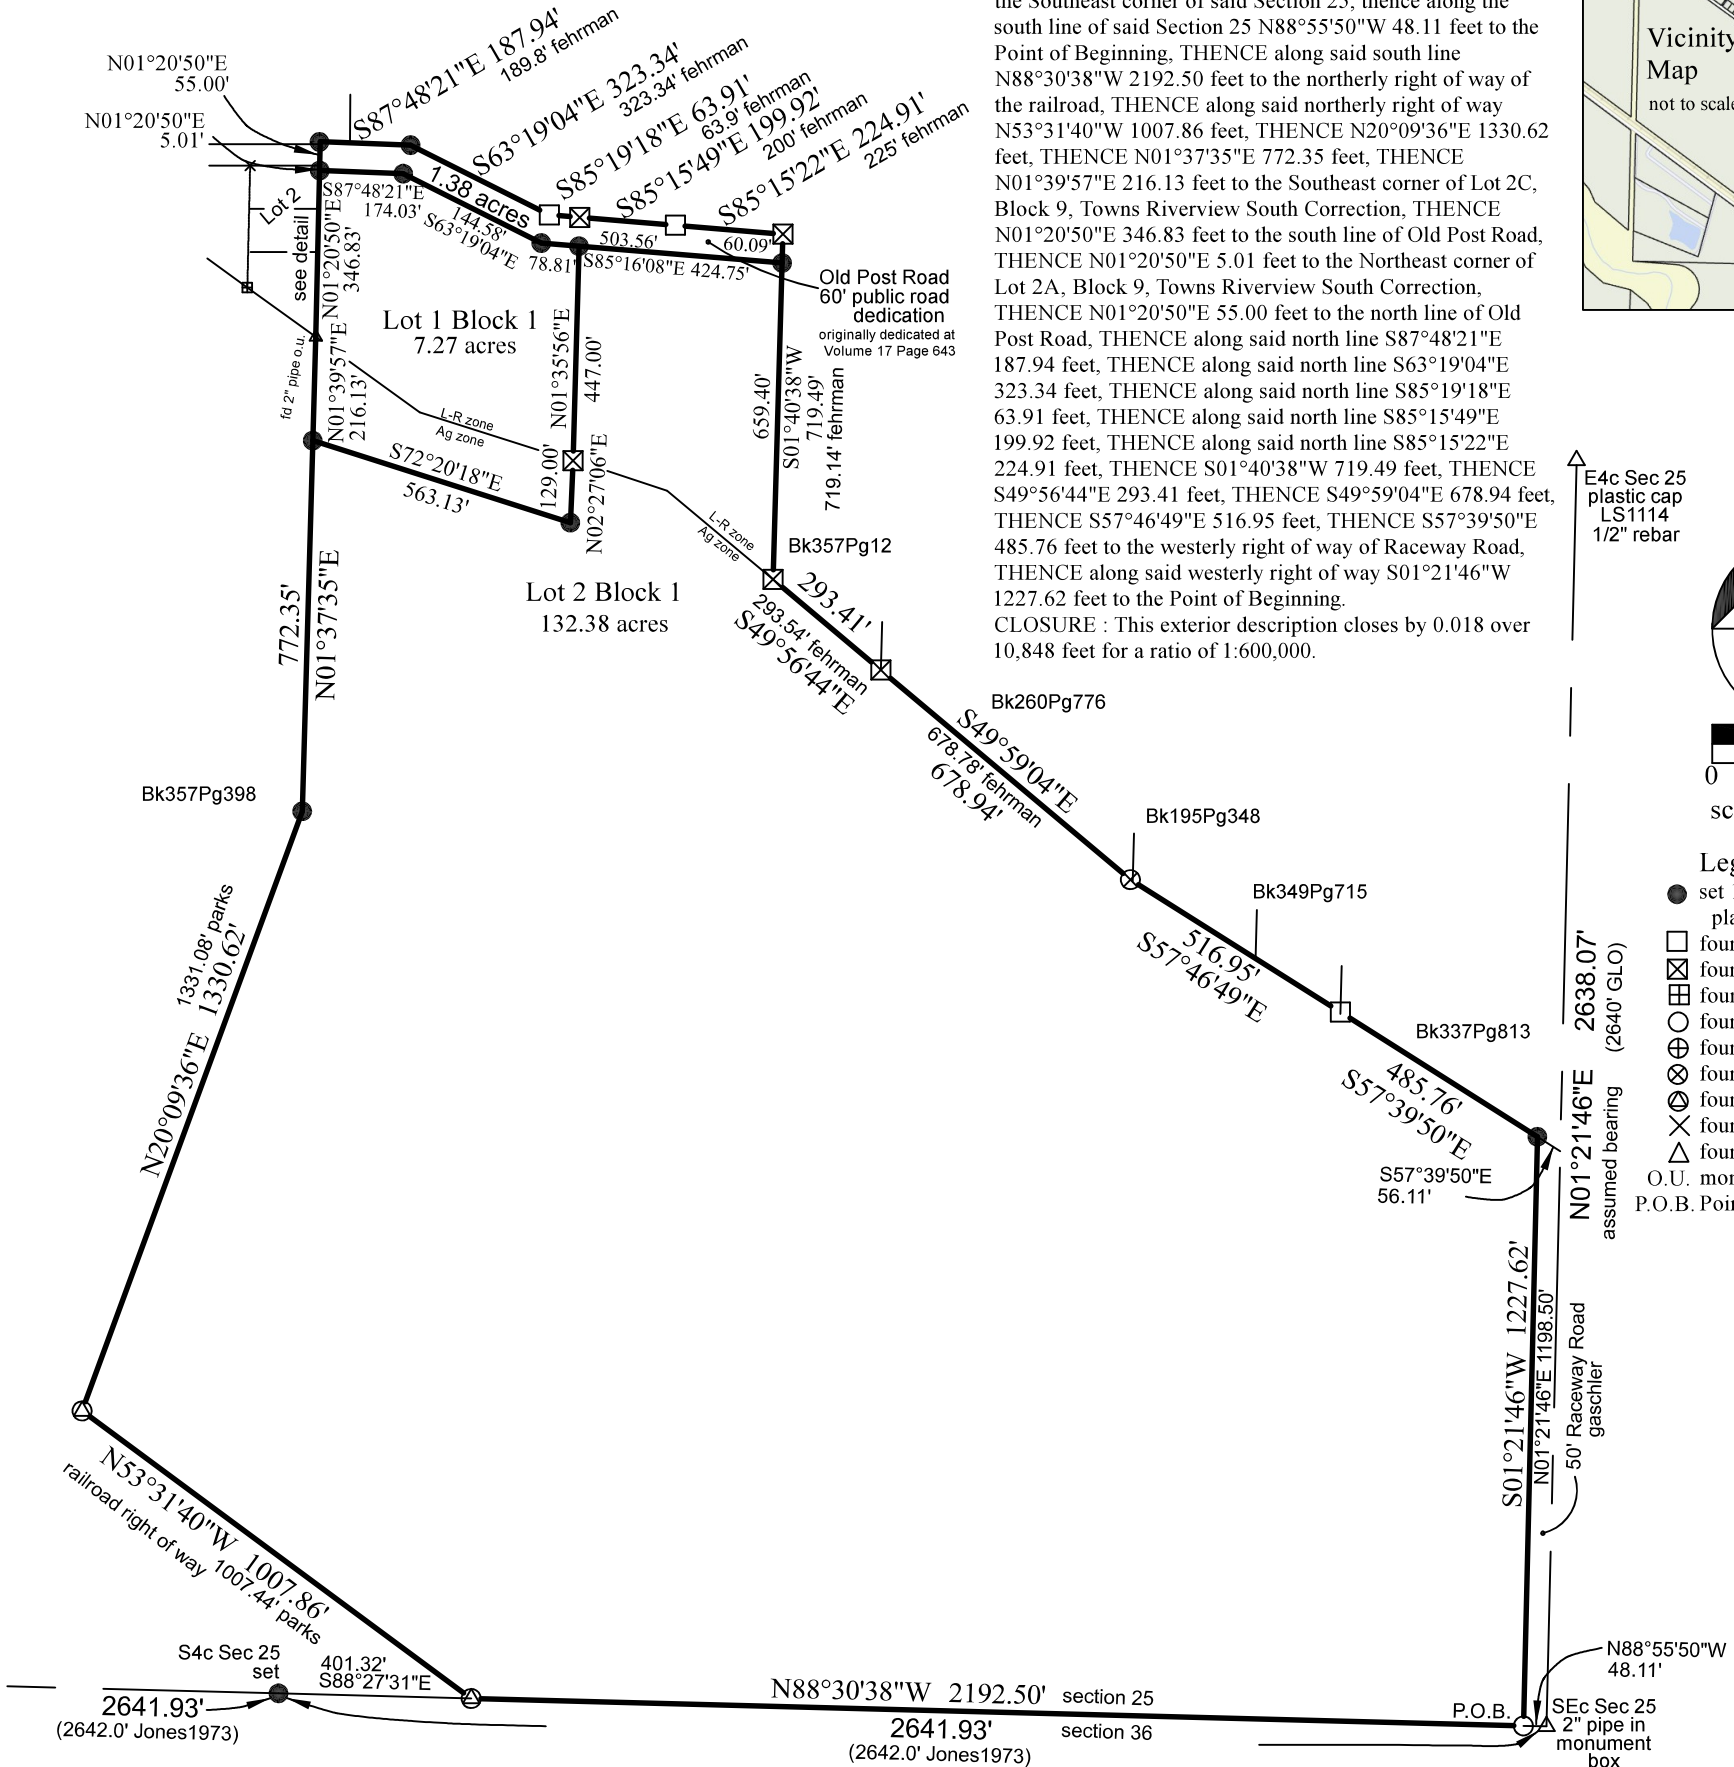 N01°20'50"E
55.00'
N01°20'50"E
5.01'
S87°48'21"E 187.94'
189.8' fehrman
S63°19'04"E 323.34'
323.34' fehrman
S85°19'18"E 63.91'
63.9' fehrman
S85°15'49"E 199.92'
200' fehrman
S85°15'22"E 224.91'
225' fehrman
1.38 acres
S87°48'21"E
174.03'
144.58'
S63°19'04"E
503.56'
60.09'
78.81'
S85°16'08"E 424.75'
Lot 2
see detail
N01°20'50"E
346.83'
Old Post Road
60' public road
dedication
originally dedicated at
Volume 17 Page 643
Lot 1 Block 1
7.27 acres
N01°35'56"E
447.00'
659.40'
S01°40'38"W
719.49'
719.14' fehrman
fd 2" pipe o.u.
N01°39'57"E
216.13'
L-R zone
Ag zone
S72°20'18"E
563.13'
129.00'
N02°27'06"E
L-R zone
Ag zone
Bk357Pg12
Lot 2 Block 1
132.38 acres
772.35'
N01°37'35"E
293.41'
293.54' fehrman
S49°56'44"E
Bk260Pg776
S49°59'04"E
678.78' fehrman
678.94'
Bk357Pg398
Bk195Pg348
Bk349Pg715
516.95'
S57°46'49"E
Bk337Pg813
485.76'
S57°39'50"E
S57°39'50"E
56.11'
1331.08' parks
N20°09'36"E 1330.62'
N53°31'40"W 1007.86'
railroad right of way 1007.44' parks
S4c Sec 25
set
401.32'
S88°27'31"E
2641.93'
(2642.0' Jones1973)
N88°30'38"W 2192.50' section 25
2641.93' section 36
(2642.0' Jones1973)
P.O.B.
N88°55'50"W
48.11'
SEc Sec 25
2" pipe in
monument
box
S01°21'46"W 1227.62'
N01°21'46"E 1198.50'
50' Raceway Road
gaschler
N01°21'46"E 2638.07'
assumed bearing (2640' GLO)
E4c Sec 25
plastic cap
LS1114
1/2" rebar
the Southeast corner of said Section 25, thence along the
south line of said Section 25 N88°55'50"W 48.11 feet to the
Point of Beginning, THENCE along said south line
N88°30'38"W 2192.50 feet to the northerly right of way of
the railroad, THENCE along said northerly right of way
N53°31'40"W 1007.86 feet, THENCE N20°09'36"E 1330.62
feet, THENCE N01°37'35"E 772.35 feet, THENCE
N01°39'57"E 216.13 feet to the Southeast corner of Lot 2C,
Block 9, Towns Riverview South Correction, THENCE
N01°20'50"E 346.83 feet to the south line of Old Post Road,
THENCE N01°20'50"E 5.01 feet to the Northeast corner of
Lot 2A, Block 9, Towns Riverview South Correction,
THENCE N01°20'50"E 55.00 feet to the north line of Old
Post Road, THENCE along said north line S87°48'21"E
187.94 feet, THENCE along said north line S63°19'04"E
323.34 feet, THENCE along said north line S85°19'18"E
63.91 feet, THENCE along said north line S85°15'49"E
199.92 feet, THENCE along said north line S85°15'22"E
224.91 feet, THENCE S01°40'38"W 719.49 feet, THENCE
S49°56'44"E 293.41 feet, THENCE S49°59'04"E 678.94 feet,
THENCE S57°46'49"E 516.95 feet, THENCE S57°39'50"E
485.76 feet to the westerly right of way of Raceway Road,
THENCE along said westerly right of way S01°21'46"W
1227.62 feet to the Point of Beginning.
CLOSURE : This exterior description closes by 0.018 over
10,848 feet for a ratio of 1:600,000.
Vicinity
Map
not to scale
0
set
O.U.
P.O.B.